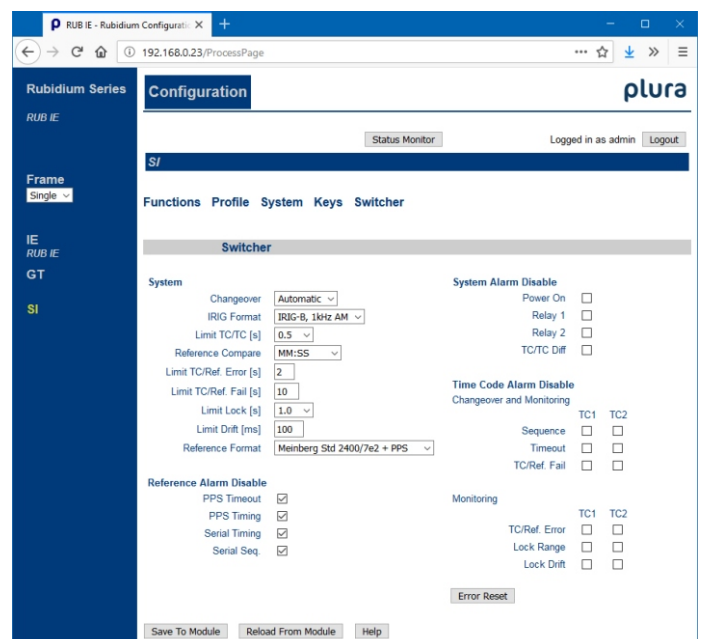 RUB IE - Rubidium Configuratic
192.168.0.23/ProcessPage
Rubidium Series
RUB IE
Configuration
plura
Status Monitor
Logged in as admin
Logout
SI
Frame
Single
IE
RUB IE
GT
SI
Functions Profile System Keys Switcher
Switcher
System
Changeover Automatic
IRIG Format IRIG-B, 1kHz AM
Limit TC/TC [s] 0.5
Reference Compare MM:SS
Limit TC/Ref. Error [s] 2
Limit TC/Ref. Fail [s] 10
Limit Lock [s] 1.0
Limit Drift [ms] 100
Reference Format Meinberg Std 2400/7e2 + PPS
Reference Alarm Disable
PPS Timeout
PPS Timing
Serial Timing
Serial Seq.
System Alarm Disable
Power On
Relay 1
Relay 2
TC/TC Diff
Time Code Alarm Disable
Changeover and Monitoring
TC1 TC2
Sequence
Timeout
TC/Ref. Fail
Monitoring
TC1 TC2
TC/Ref. Error
Lock Range
Lock Drift
Error Reset
Save To Module Reload From Module Help